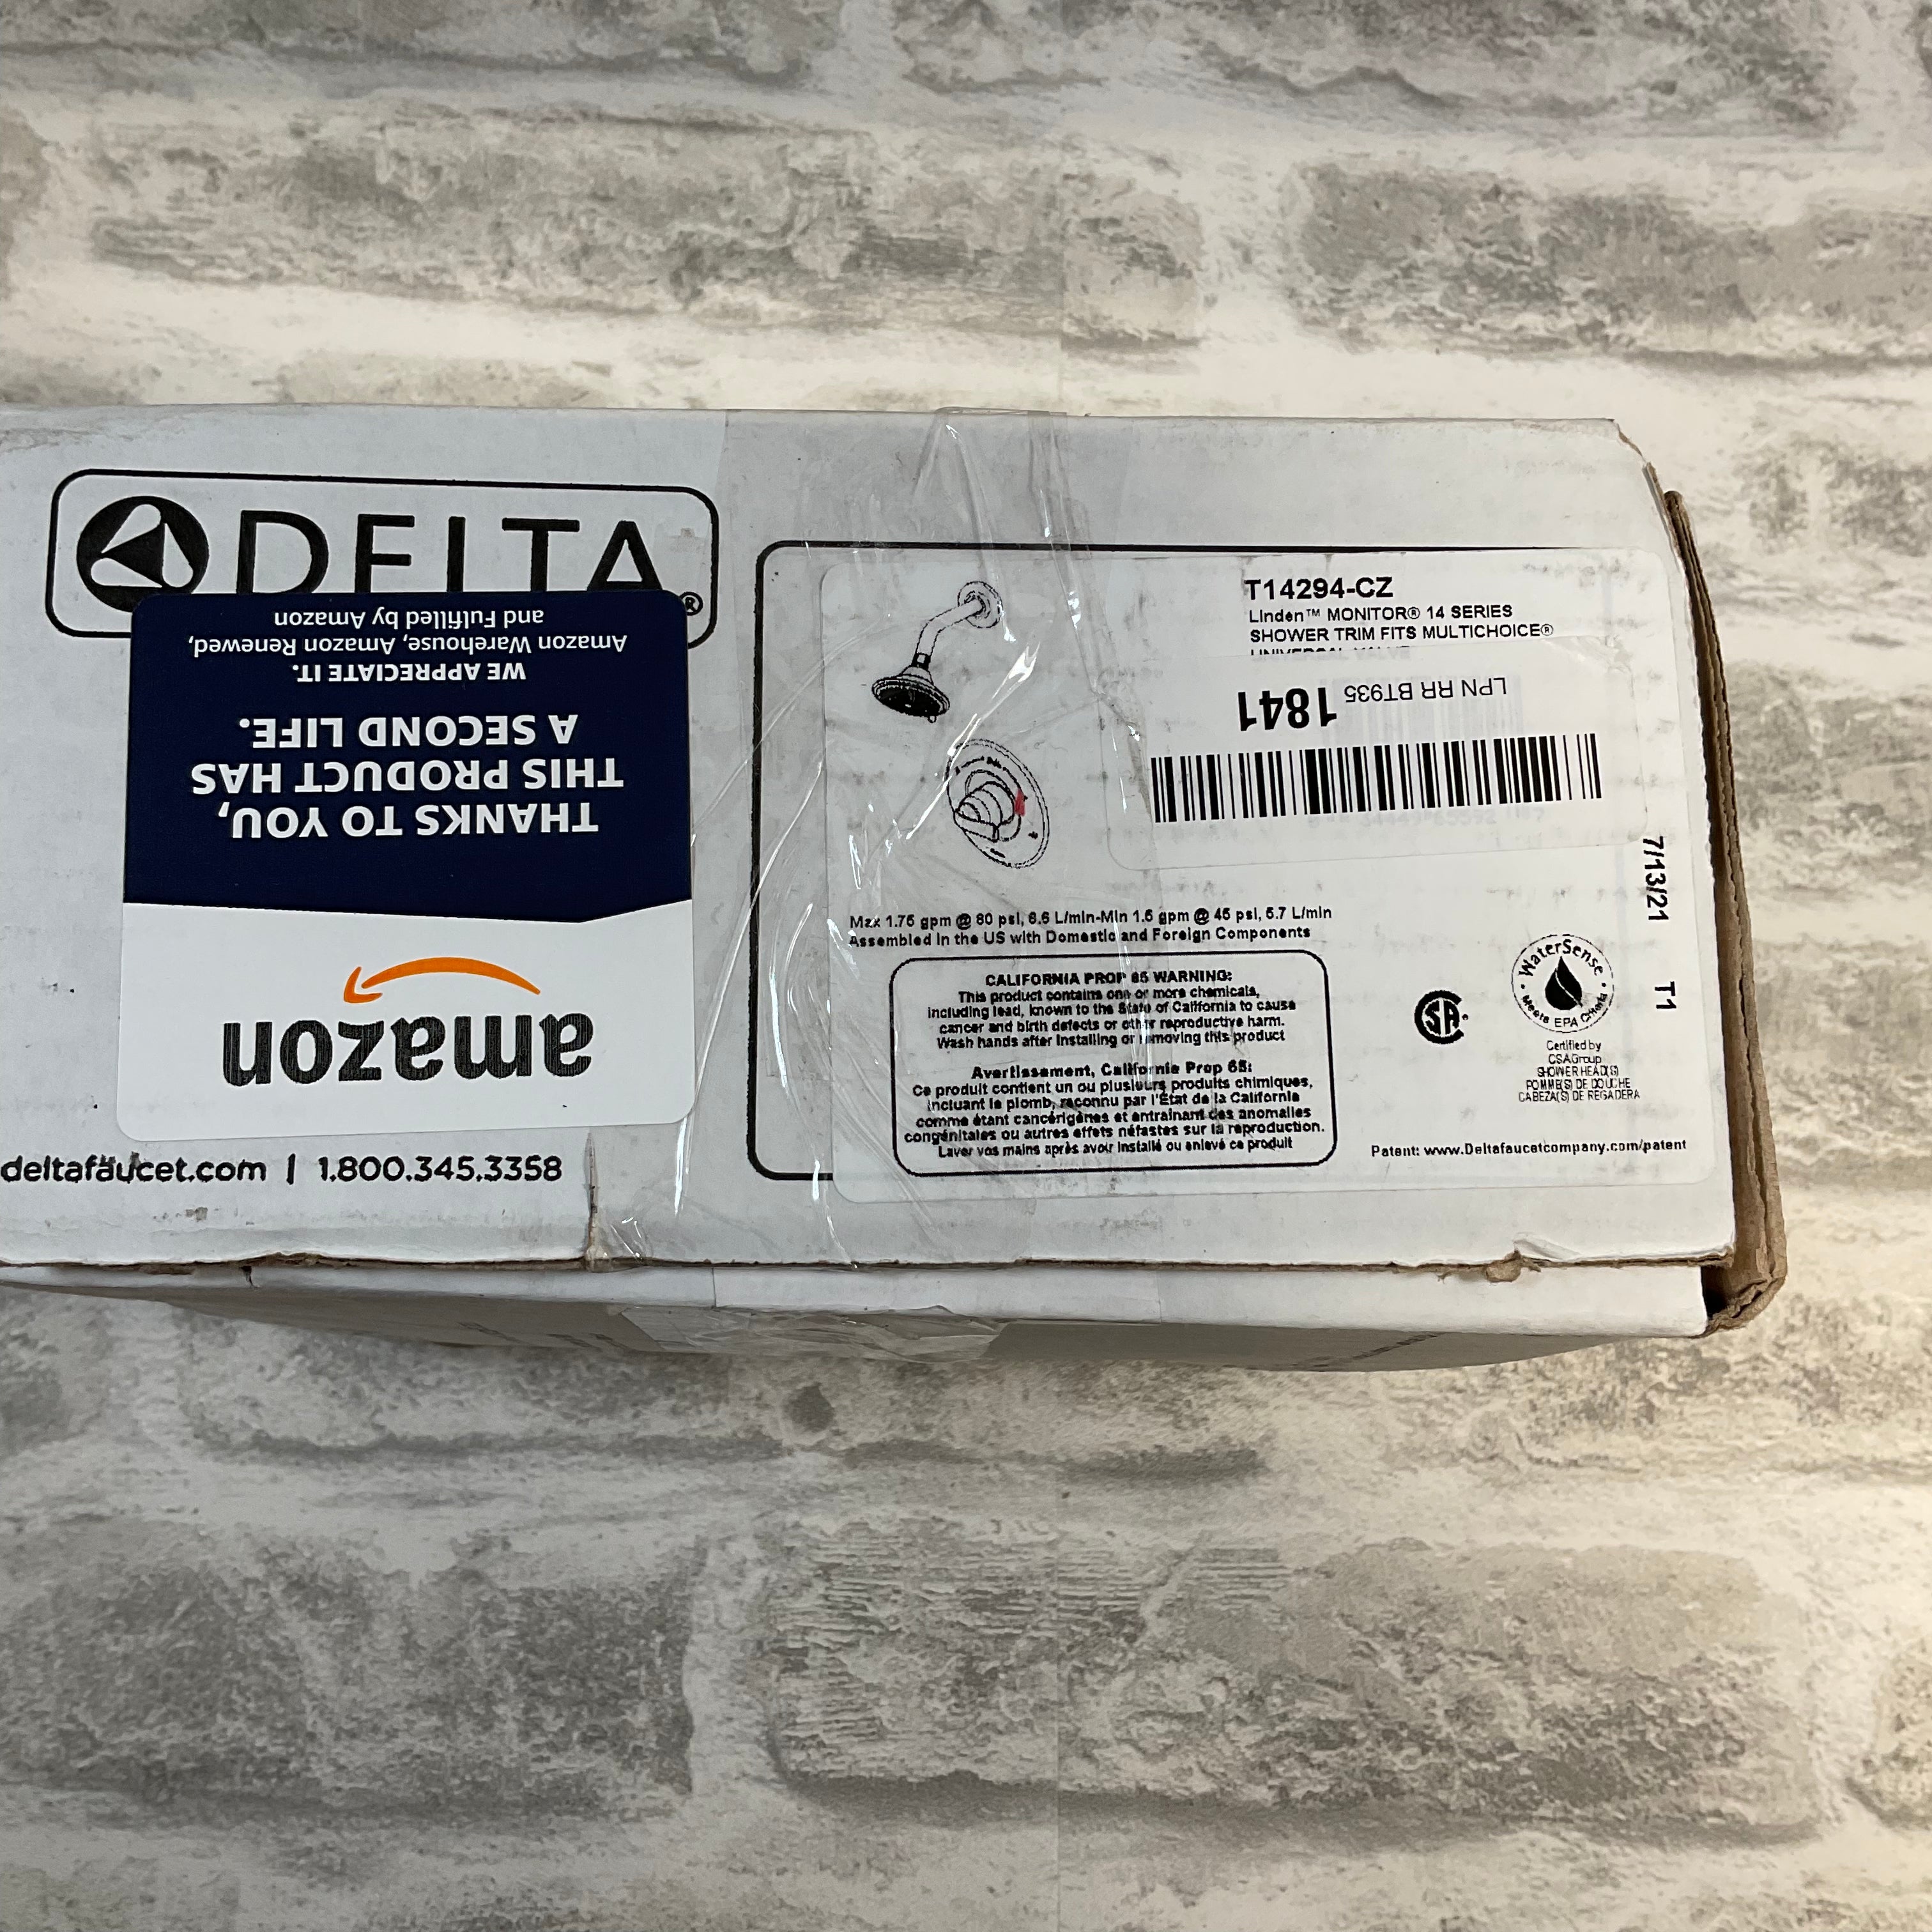 DELTA®
THANKS TO YOU,
THIS PRODUCT HAS
A SECOND LIFE.
WE APPRECIATE IT.
Amazon Warehouse, Amazon Renewed,
and Fulfilled by Amazon
amazon
deltafaucet.com | 1.800.345.3358
T14294-CZ
Linden™ MONITOR® 14 SERIES
SHOWER TRIM FITS MULTICHOICE®
LPN RR BT935 1841
Max 1.75 gpm @ 80 psi, 6.6 L/min-Min 1.5 gpm @ 45 psi, 5.7 L/min
Assembled in the US with Domestic and Foreign Components
CALIFORNIA PROP 65 WARNING:
This product contains one or more chemicals,
including lead, known to the State of California to cause
cancer and birth defects or other reproductive harm.
Wash hands after installing or removing this product
Avertissement, Californie Prop 65:
Ce produit contient un ou plusieurs produits chimiques,
incluant le plomb, reconnu par l'État de la California
comme étant cancérigènes et entraînant des anomalies
congénitales ou autres effets néfastes sur la reproduction.
Laver vos mains après avoir installé ou enlevé ce produit
SA
WaterSense
Meets EPA Criteria
Certified by
CSAGroup
SHOWER HEAD(S)
POMME(S) DE DOUCHE
CABEZA(S) DE REGADERA
Patent: www.Deltafaucetcompany.com/patent
7/13/21 T1